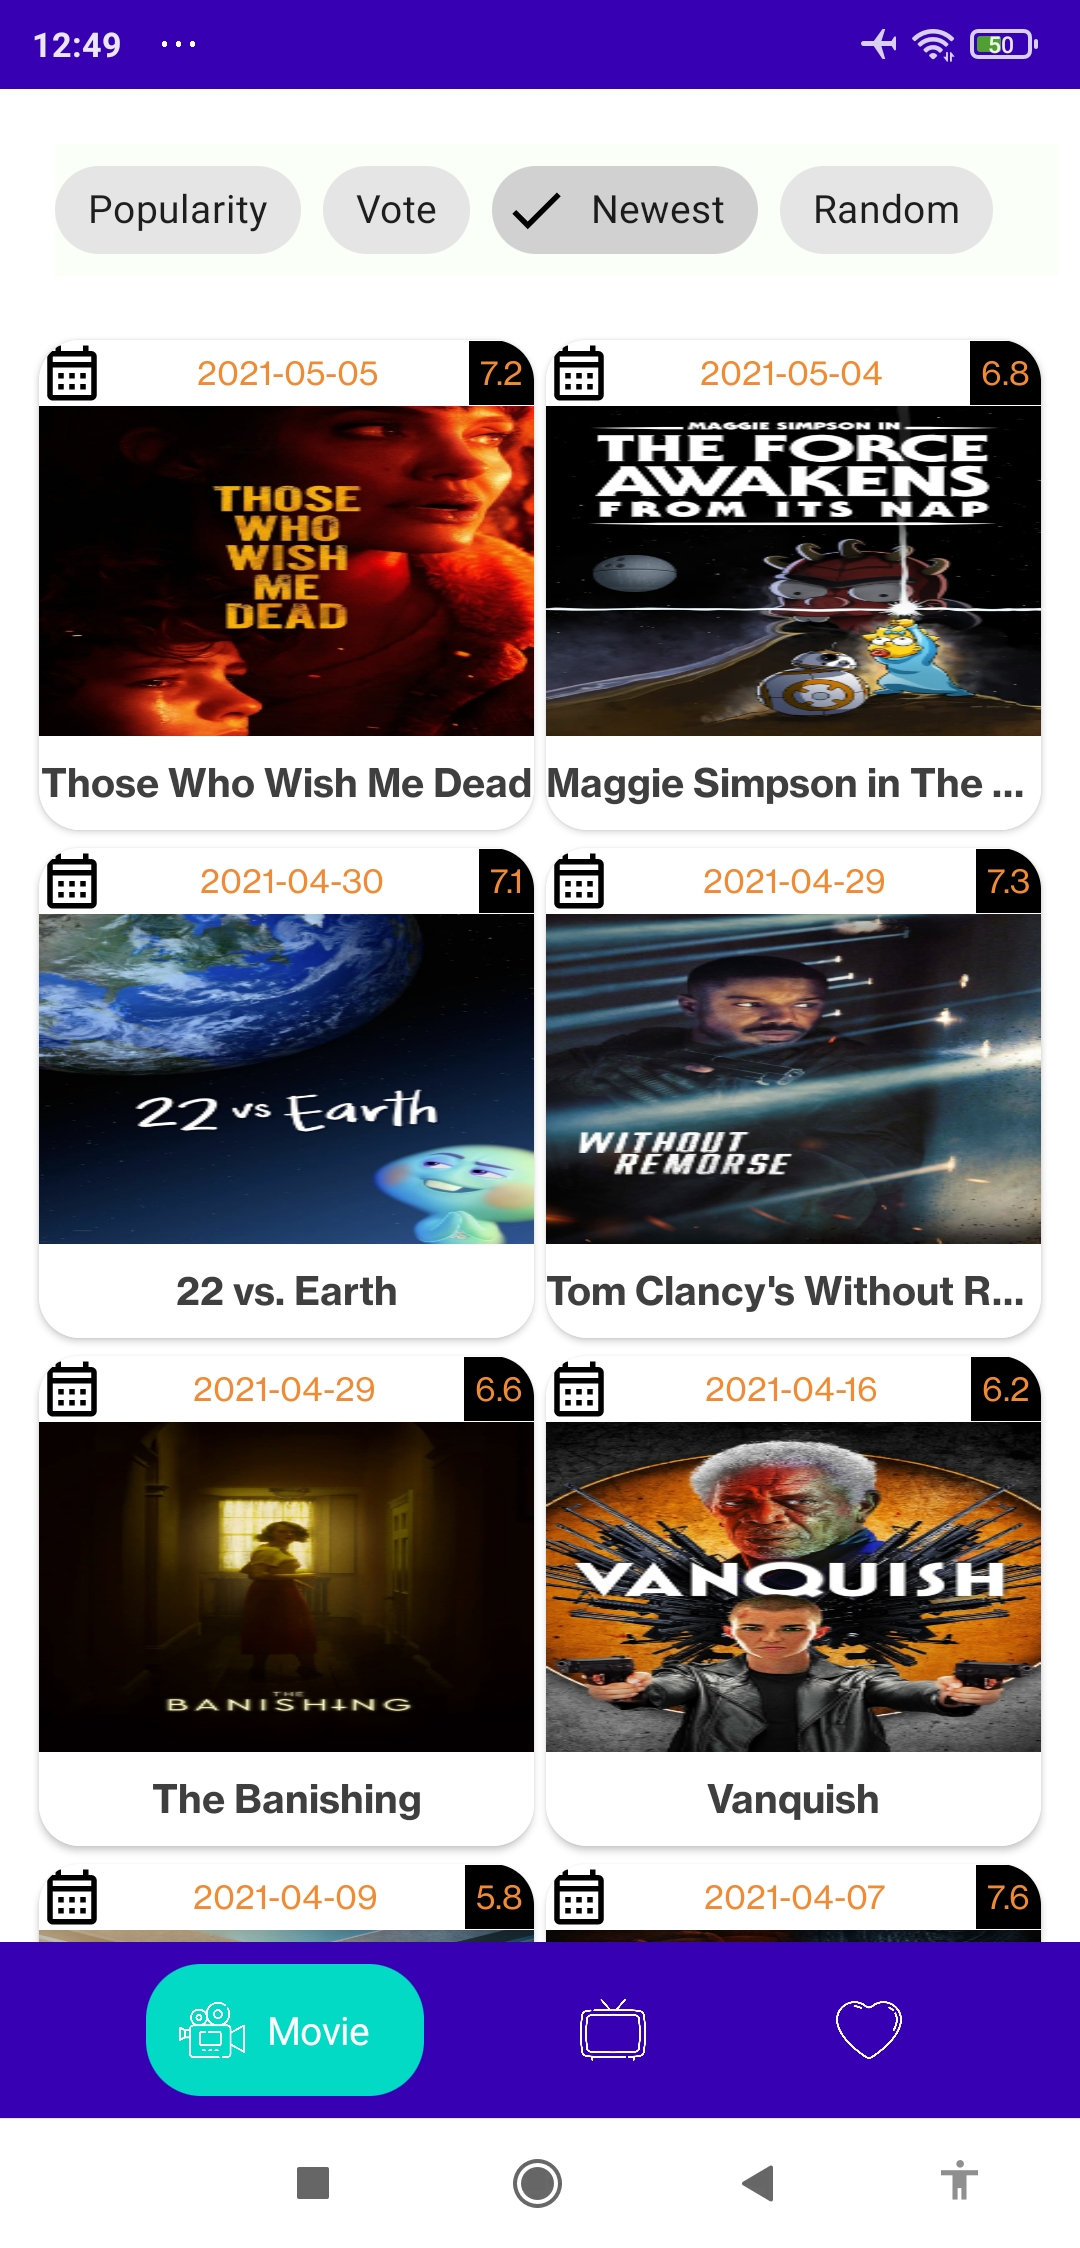 12:49 ...
50
Popularity
Vote
Newest
Random
2021-05-05
7.2
2021-05-04
6.8
THOSE
WHO
WISH
ME
DEAD
MAGGIE SIMPSON IN
THE FORCE
AWAKENS
FROM ITS NAP
Those Who Wish Me Dead
Maggie Simpson in The ...
2021-04-30
7.1
2021-04-29
7.3
22 vs Earth
WITHOUT
REMORSE
22 vs. Earth
Tom Clancy's Without R...
2021-04-29
6.6
2021-04-16
6.2
THE
BANISHING
VANQUISH
The Banishing
Vanquish
2021-04-09
5.8
2021-04-07
7.6
Movie